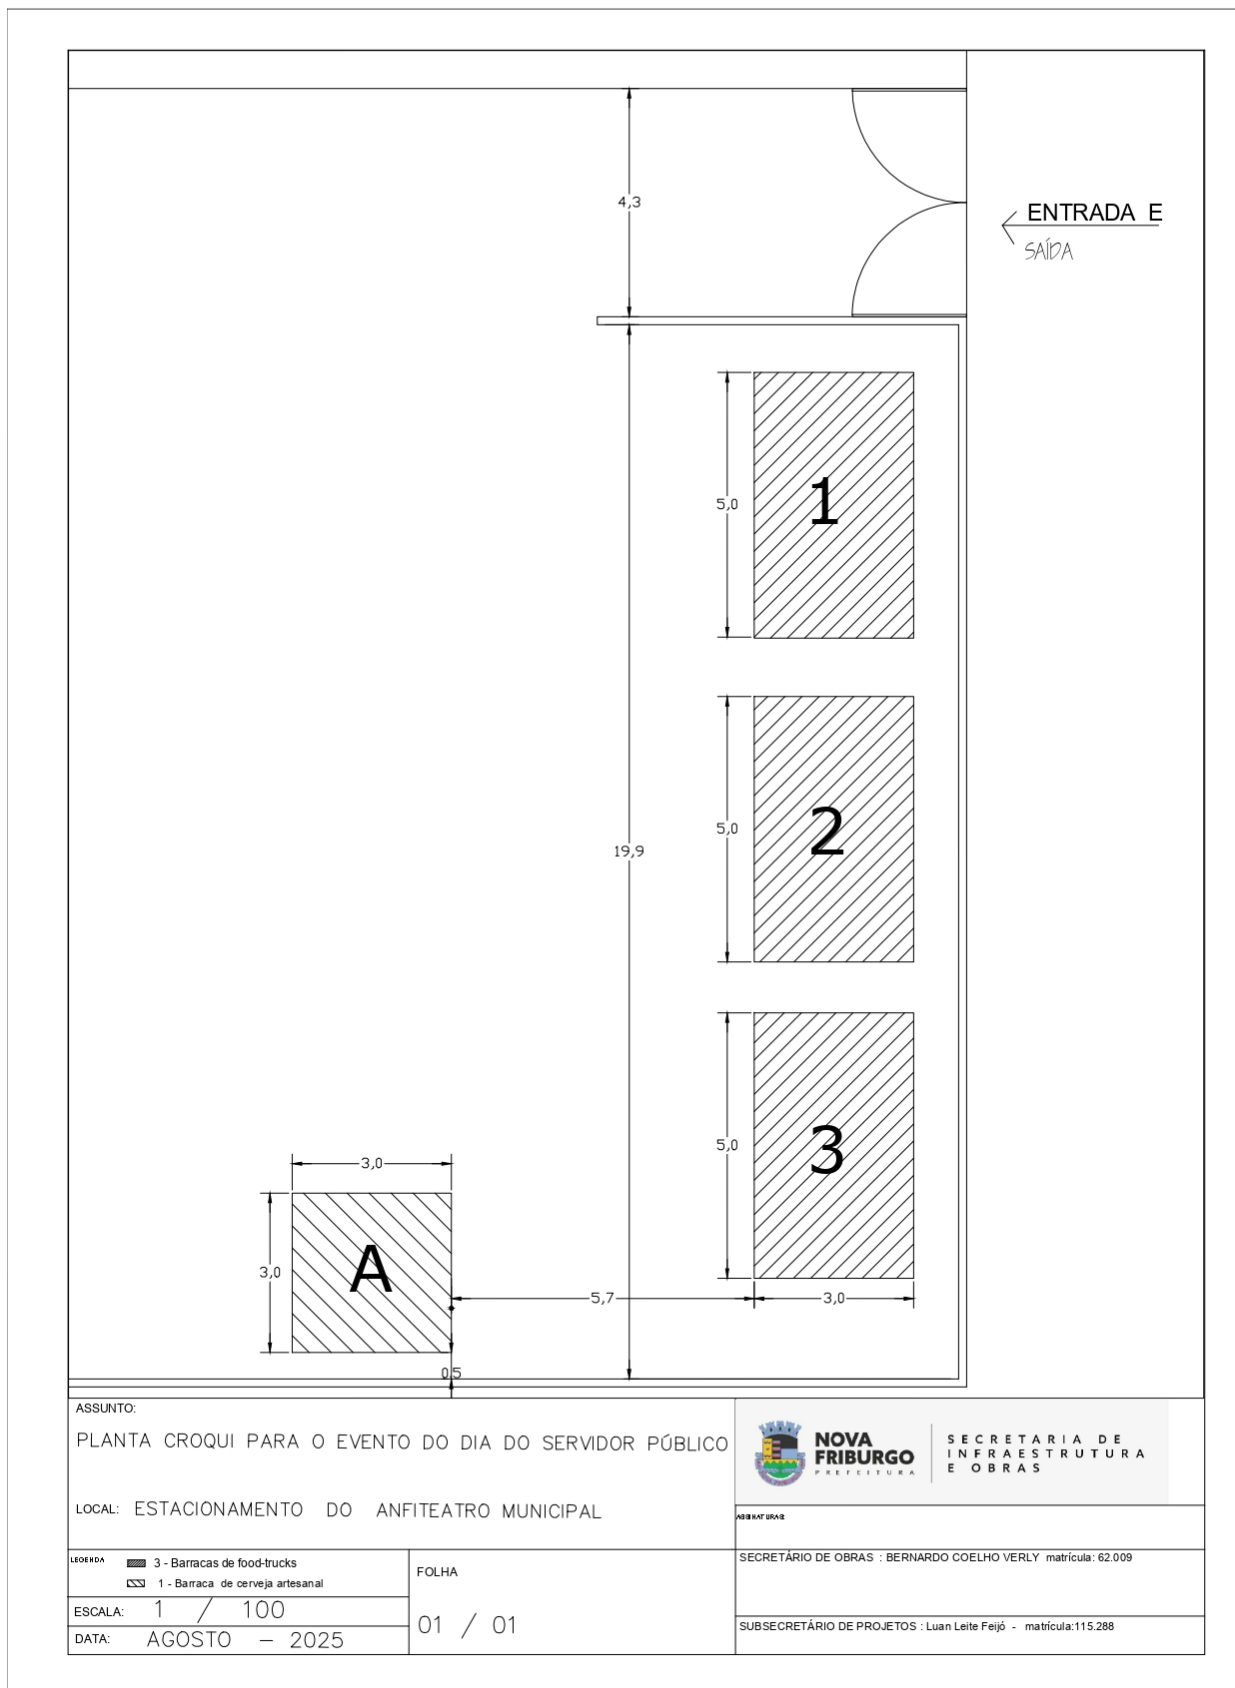 4,3
ENTRADA E
SAÍDA
5,0
1
5,0
2
19,9
5,0
3
3,0
3,0
A
5,7
3,0
0,5
ASSUNTO:
PLANTA CROQUI PARA O EVENTO DO DIA DO SERVIDOR PÚBLICO
LOCAL: ESTACIONAMENTO DO ANFITEATRO MUNICIPAL
NOVA
FRIBURGO
PREFEITURA
SECRETARIA DE
INFRAESTRUTURA
E OBRAS
ASSINATURAS:
LEGENDA
3 - Barracas de food-trucks
1 - Barraca de cerveja artesanal
ESCALA: 1 / 100
DATA: AGOSTO - 2025
FOLHA
01 / 01
SECRETÁRIO DE OBRAS : BERNARDO COELHO VERLY matrícula: 62.009
SUBSECRETÁRIO DE PROJETOS : Luan Leite Feijó - matrícula:115.288